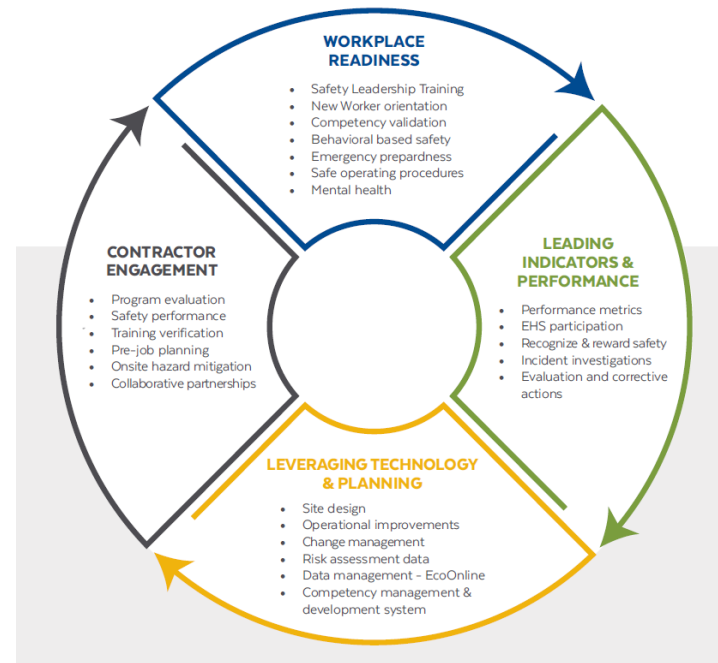 WORKPLACE
READINESS
• Safety Leadership Training
• New Worker orientation
• Competency validation
• Behavioral based safety
• Emergency prepardness
• Safe operating procedures
• Mental health
LEADING
INDICATORS &
PERFORMANCE
• Performance metrics
• EHS participation
• Recognize & reward safety
• Incident investigations
• Evaluation and corrective
actions
LEVERAGING TECHNOLOGY
& PLANNING
• Site design
• Operational improvements
• Change management
• Risk assessment data
• Data management - EcoOnline
• Competency management &
development system
CONTRACTOR
ENGAGEMENT
• Program evaluation
• Safety performance
• Training verification
• Pre-job planning
• Onsite hazard mitigation
• Collaborative partnerships